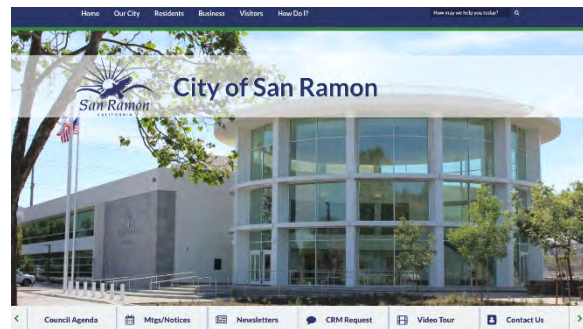 Home Our City Residents Business Visitors How Do I? How may we help you today?
City of San Ramon
San Ramon
CALIFORNIA
Council Agenda Mtgs/Notices Newsletters CRM Request Video Tour Contact Us